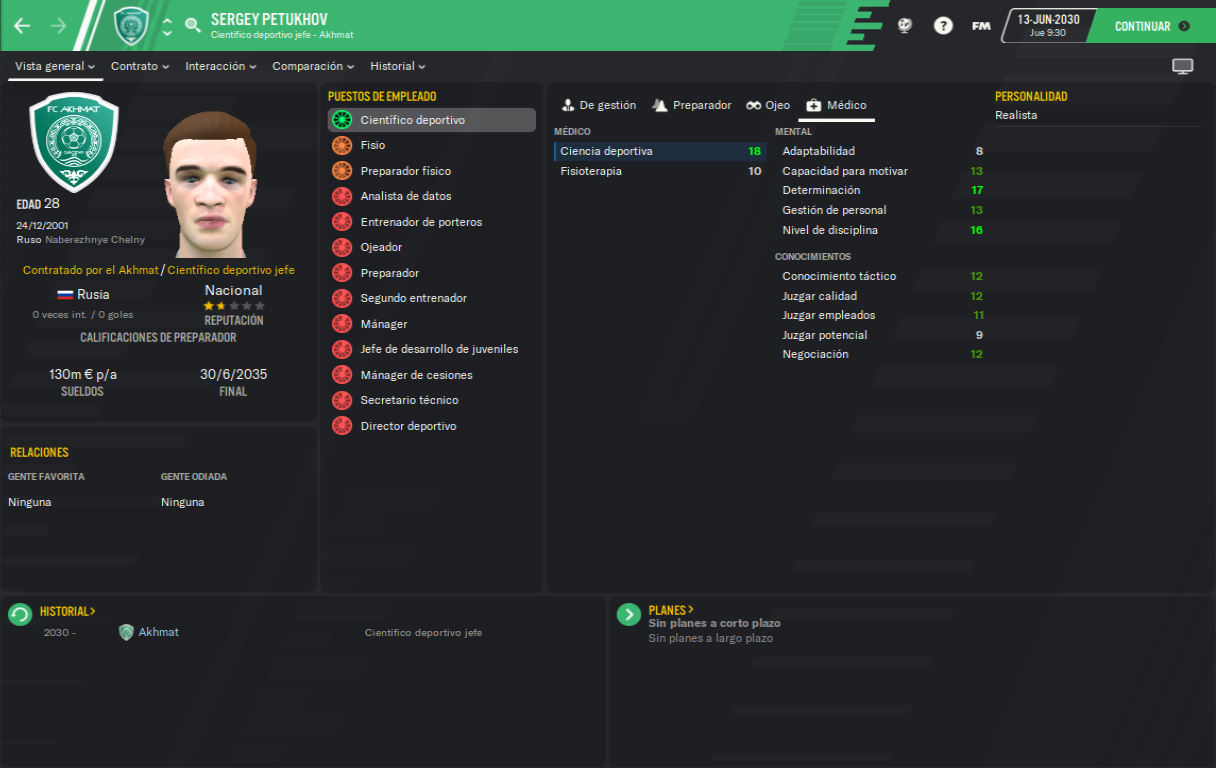 SERGEY PETUKHOV
Científico deportivo jefe - Akhmat
?
FM
13-JUN-2030
Jue 9:30
CONTINUAR
Vista general
Contrato
Interacción
Comparación
Historial
FC AKHMAT
EDAD 28
24/12/2001
Ruso Naberezhnye Chelny
Contratado por el Akhmat/Científico deportivo jefe
Rusia
0 veces int. / 0 goles
Nacional
REPUTACIÓN
CALIFICACIONES DE PREPARADOR
130m € p/a
SUELDOS
30/6/2035
FINAL
RELACIONES
GENTE FAVORITA
GENTE ODIADA
Ninguna
Ninguna
PUESTOS DE EMPLEADO
Científico deportivo
Fisio
Preparador físico
Analista de datos
Entrenador de porteros
Ojeador
Preparador
Segundo entrenador
Mánager
Jefe de desarrollo de juveniles
Mánager de cesiones
Secretario técnico
Director deportivo
De gestión
Preparador
Ojeo
Médico
MÉDICO
Ciencia deportiva 18
Fisioterapia 10
MENTAL
Adaptabilidad 8
Capacidad para motivar 13
Determinación 17
Gestión de personal 13
Nivel de disciplina 16
CONOCIMIENTOS
Conocimiento táctico 12
Juzgar calidad 12
Juzgar empleados 11
Juzgar potencial 9
Negociación 12
PERSONALIDAD
Realista
HISTORIAL>
2030 - Akhmat Científico deportivo jefe
PLANES>
Sin planes a corto plazo
Sin planes a largo plazo